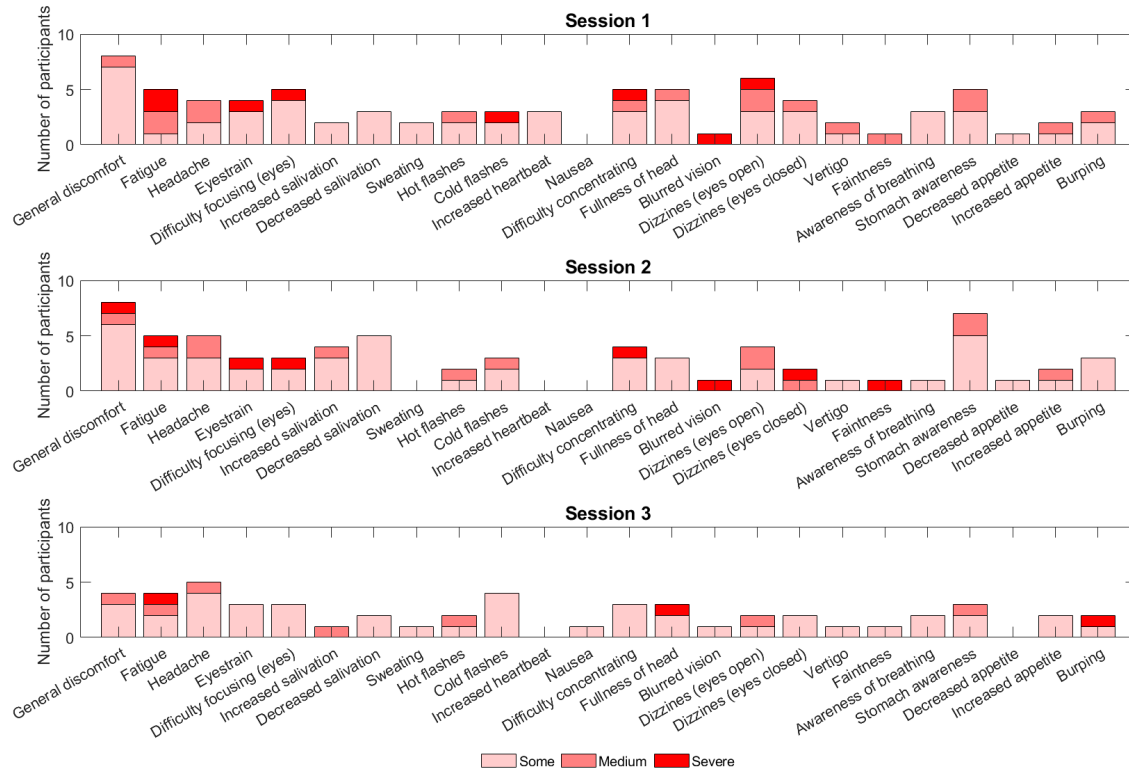 Session 1
Number of participants
10
5
0
General discomfort
Fatigue
Headache
Eyestrain
Difficulty focusing (eyes)
Increased salivation
Decreased salivation
Sweating
Hot flashes
Cold flashes
Increased heartbeat
Nausea
Difficulty concentrating
Fullness of head
Blurred vision
Dizzines (eyes open)
Dizzines (eyes closed)
Vertigo
Faintness
Awareness of breathing
Stomach awareness
Decreased appetite
Increased appetite
Burping
Session 2
Number of participants
10
5
0
General discomfort
Fatigue
Headache
Eyestrain
Difficulty focusing (eyes)
Increased salivation
Decreased salivation
Sweating
Hot flashes
Cold flashes
Increased heartbeat
Nausea
Difficulty concentrating
Fullness of head
Blurred vision
Dizzines (eyes open)
Dizzines (eyes closed)
Vertigo
Faintness
Awareness of breathing
Stomach awareness
Decreased appetite
Increased appetite
Burping
Session 3
Number of participants
10
5
0
General discomfort
Fatigue
Headache
Eyestrain
Difficulty focusing (eyes)
Increased salivation
Decreased salivation
Sweating
Hot flashes
Cold flashes
Increased heartbeat
Nausea
Difficulty concentrating
Fullness of head
Blurred vision
Dizzines (eyes open)
Dizzines (eyes closed)
Vertigo
Faintness
Awareness of breathing
Stomach awareness
Decreased appetite
Increased appetite
Burping
Some Medium Severe